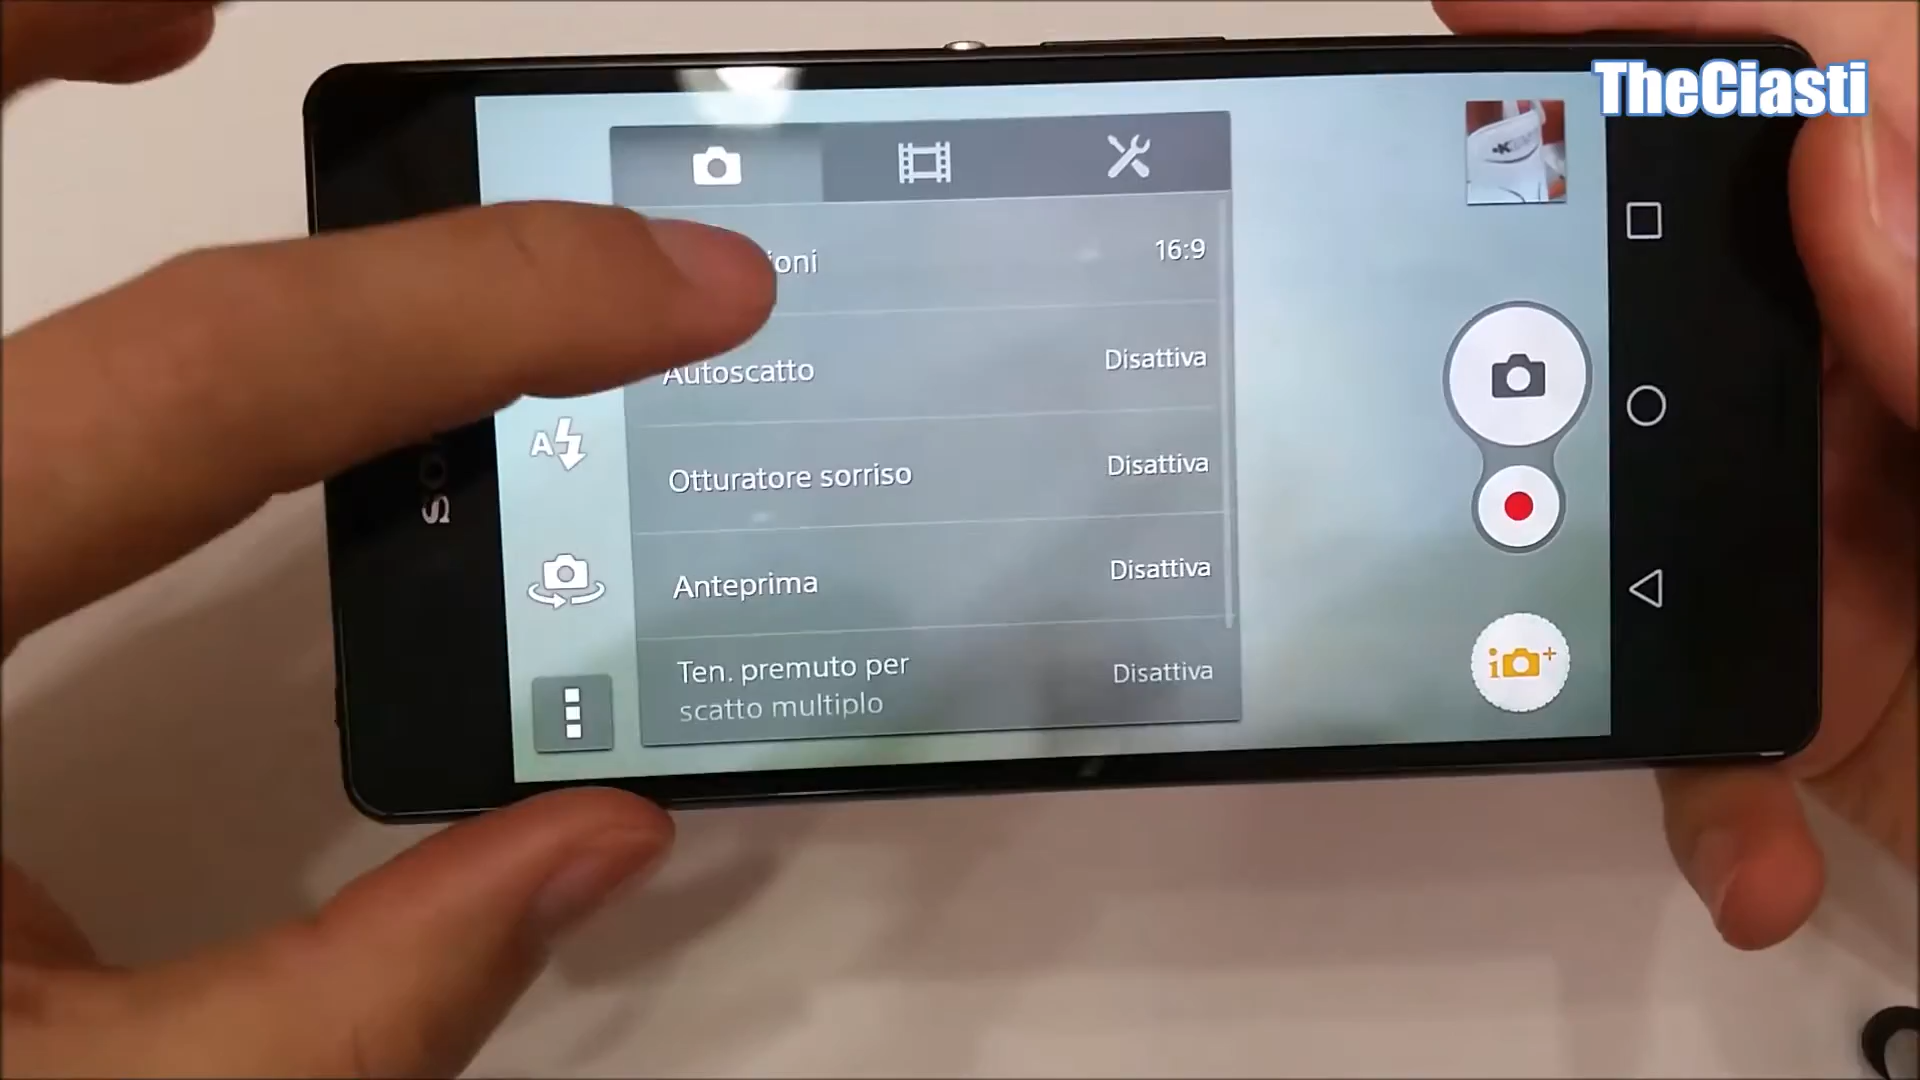 TheCiasti
16:9
Autoscatto Disattiva
Otturatore sorriso Disattiva
Anteprima Disattiva
Ten. premuto per Disattiva
scatto multiplo
A
i +